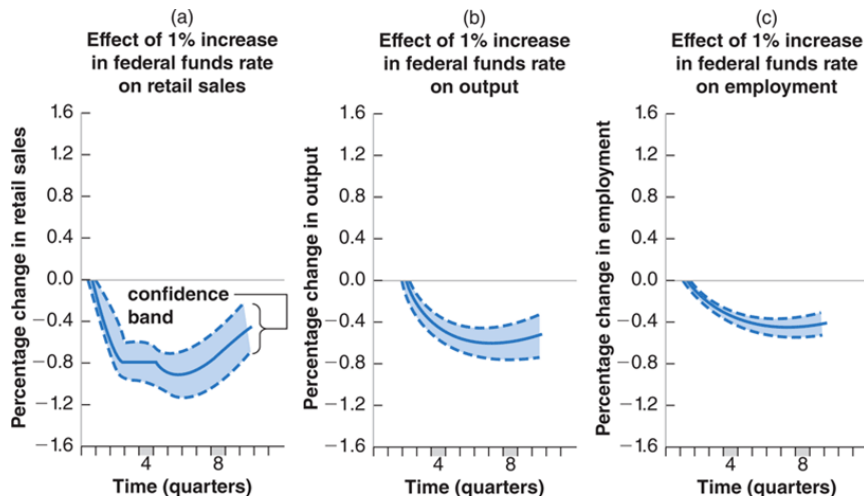 (a)
Effect of 1% increase
in federal funds rate
on retail sales
Percentage change in retail sales
1.6
1.2
0.8
0.4
0.0
−0.4
−0.8
−1.2
−1.6
confidence
band
4
8
Time (quarters)
(b)
Effect of 1% increase
in federal funds rate
on output
Percentage change in output
1.6
1.2
0.8
0.4
0.0
−0.4
−0.8
−1.2
−1.6
4
8
Time (quarters)
(c)
Effect of 1% increase
in federal funds rate
on employment
Percentage change in employment
1.6
1.2
0.8
0.4
0.0
−0.4
−0.8
−1.2
−1.6
4
8
Time (quarters)